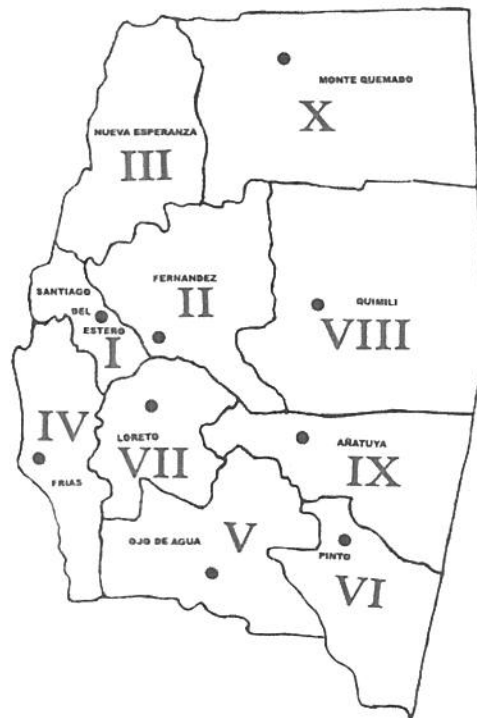 MONTE QUEMADO
X
NUEVA ESPERANZA
III
FERNANDEZ
II
SANTIAGO
DEL
ESTERO
I
QUIMILI
VIII
IV
FRIAS
LORETO
VII
AÑATUYA
IX
OJO DE AGUA
V
PINTO
VI